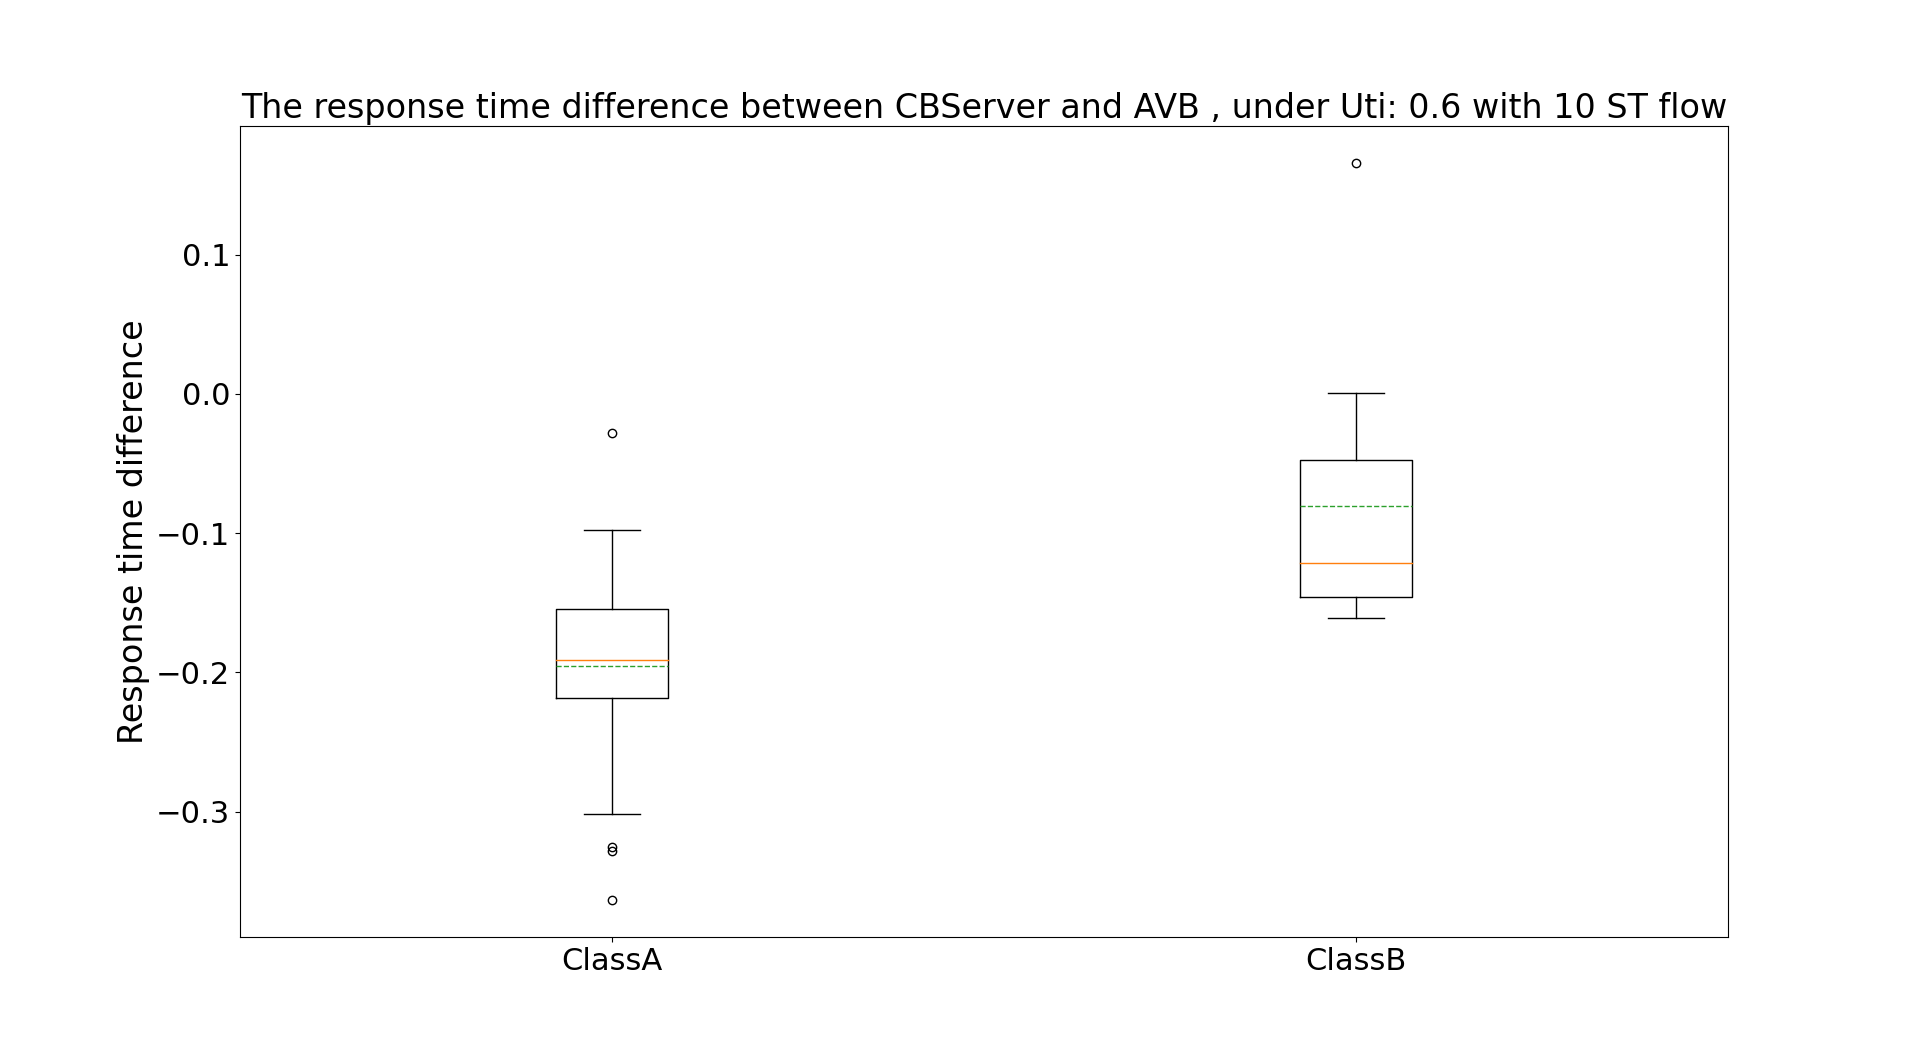 The response time difference between CBServer and AVB , under Uti: 0.6 with 10 ST flow
Response time difference
0.1
0.0
−0.1
−0.2
−0.3
ClassA
ClassB